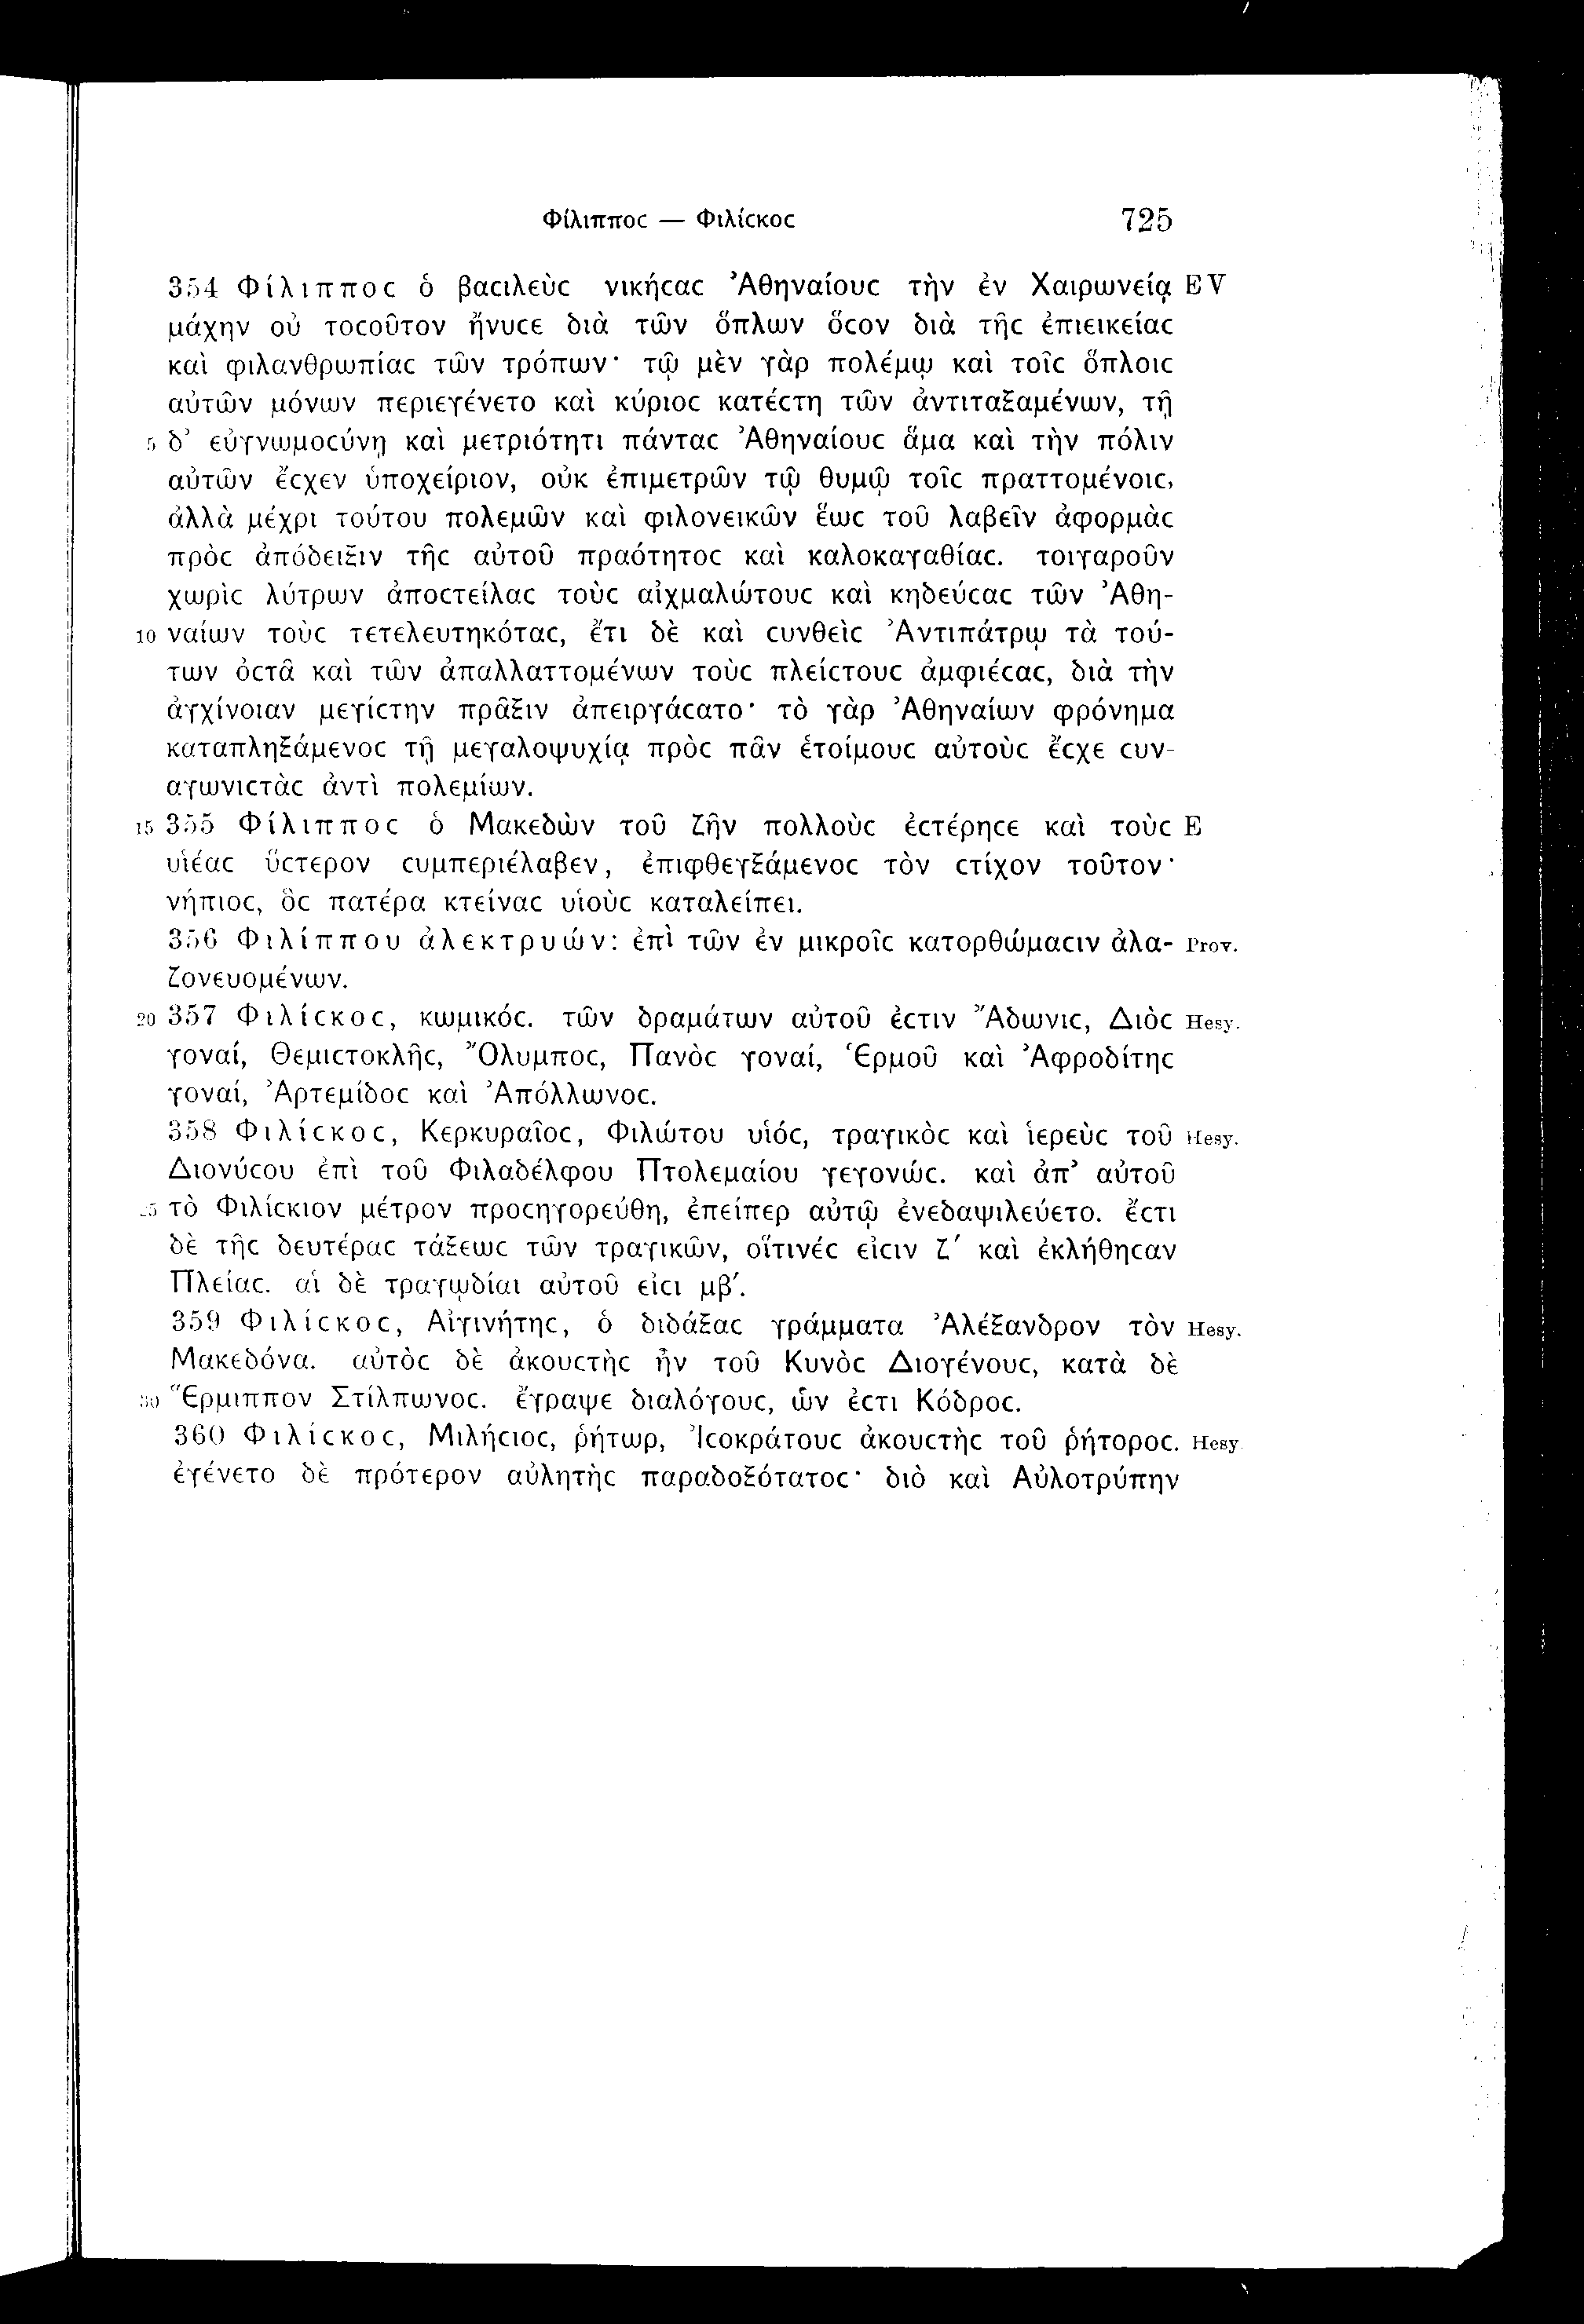 Φίλιπποϲ — Φιλίϲκοϲ 725
354 Φίλιπποϲ ὁ βαϲιλεὺϲ νικήϲαϲ Ἀθηναίουϲ τὴν ἐν Χαιρωνείᾳ EV
μάχην οὐ τοϲοῦτον ἤνυϲε διὰ τῶν ὅπλων ὅϲον διὰ τῆϲ ἐπιεικείαϲ
καὶ φιλανθρωπίαϲ τῶν τρόπων· τῷ μὲν γὰρ πολέμῳ καὶ τοῖϲ ὅπλοιϲ
αὐτῶν μόνων περιεγένετο καὶ κύριοϲ κατέϲτη τῶν ἀντιταξαμένων, τῇ
5 δ’ εὐγνωμοϲύνῃ καὶ μετριότητι πάνταϲ Ἀθηναίουϲ ἅμα καὶ τὴν πόλιν
αὐτῶν ἔϲχεν ὑποχείριον, οὐκ ἐπιμετρῶν τῷ θυμῷ τοῖϲ πραττομένοιϲ,
ἀλλὰ μέχρι τούτου πολεμῶν καὶ φιλονεικῶν ἕωϲ τοῦ λαβεῖν ἀφορμὰϲ
πρὸϲ ἀπόδειξιν τῆϲ αὐτοῦ πραότητοϲ καὶ καλοκαγαθίαϲ. τοιγαροῦν
χωρὶϲ λύτρων ἀποϲτείλαϲ τοὺϲ αἰχμαλώτουϲ καὶ κηδεύϲαϲ τῶν Ἀθη-
10 ναίων τοὺϲ τετελευτηκόταϲ, ἔτι δὲ καὶ ϲυνθεὶϲ Ἀντιπάτρῳ τὰ τού-
των ὀϲτᾶ καὶ τῶν ἀπαλλαττομένων τοὺϲ πλείϲτουϲ ἀμφιέϲαϲ, διὰ τὴν
ἀγχίνοιαν μεγίϲτην πρᾶξιν ἀπειργάϲατο· τὸ γὰρ Ἀθηναίων φρόνημα
καταπληξάμενοϲ τῇ μεγαλοψυχίᾳ πρὸϲ πᾶν ἑτοίμουϲ αὐτοὺϲ ἔϲχε ϲυν-
αγωνιϲτὰϲ ἀντὶ πολεμίων.
15 355 Φίλιπποϲ ὁ Μακεδὼν τοῦ ζῆν πολλοὺϲ ἐϲτέρηϲε καὶ τοὺϲ E
υἱέαϲ ὕϲτερον ϲυμπεριέλαβεν, ἐπιφθεγξάμενοϲ τὸν ϲτίχον τοῦτον·
νήπιοϲ, ὃϲ πατέρα κτείναϲ υἱοὺϲ καταλείπει.
356 Φιλίππου ἀλεκτρυών: ἐπὶ τῶν ἐν μικροῖϲ κατορθώμαϲιν ἀλα- Prov.
ζονευομένων.
20 357 Φιλίϲκοϲ, κωμικόϲ. τῶν δραμάτων αὐτοῦ ἐϲτιν Ἄδωνιϲ, Διὸϲ Hesy.
γοναί, Θεμιϲτοκλῆϲ, Ὄλυμποϲ, Πανὸϲ γοναί, Ἑρμοῦ καὶ Ἀφροδίτηϲ
γοναί, Ἀρτεμίδοϲ καὶ Ἀπόλλωνοϲ.
358 Φιλίϲκοϲ, Κερκυραῖοϲ, Φιλώτου υἱόϲ, τραγικὸϲ καὶ ἱερεὺϲ τοῦ Hesy.
Διονύϲου ἐπὶ τοῦ Φιλαδέλφου Πτολεμαίου γεγονώϲ. καὶ ἀπ’ αὐτοῦ
25 τὸ Φιλίϲκιον μέτρον προϲηγορεύθη, ἐπείπερ αὐτῷ ἐνεδαψιλεύετο. ἔϲτι
δὲ τῆϲ δευτέραϲ τάξεωϲ τῶν τραγικῶν, οἵτινέϲ εἰϲιν ζʹ καὶ ἐκλήθηϲαν
Πλείαϲ. αἱ δὲ τραγῳδίαι αὐτοῦ εἰϲι μβʹ.
359 Φιλίϲκοϲ, Αἰγινήτηϲ, ὁ διδάξαϲ γράμματα Ἀλέξανδρον τὸν Hesy.
Μακεδόνα. αὐτὸϲ δὲ ἀκουϲτὴϲ ἦν τοῦ Κυνὸϲ Διογένουϲ, κατὰ δὲ
30 Ἕρμιππον Στίλπωνοϲ. ἔγραψε διαλόγουϲ, ὧν ἐϲτι Κόδροϲ.
360 Φιλίϲκοϲ, Μιλήϲιοϲ, ῥήτωρ, Ἰϲοκράτουϲ ἀκουϲτὴϲ τοῦ ῥήτοροϲ. Hesy
ἐγένετο δὲ πρότερον αὐλητὴϲ παραδοξότατοϲ· διὸ καὶ Αὐλοτρύπην